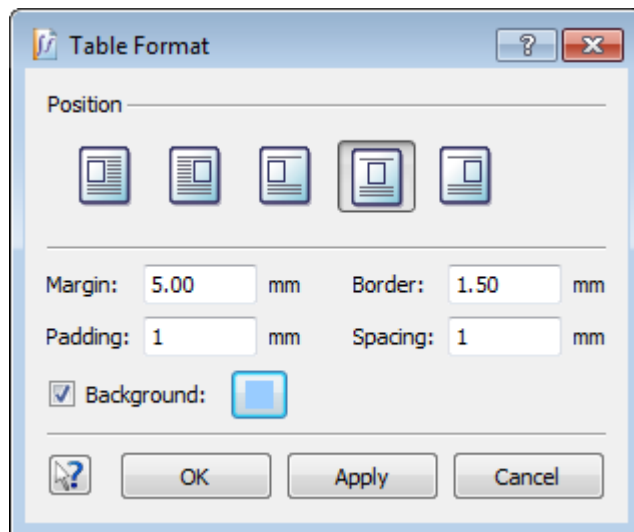 Table Format
Position
Margin: 5.00 mm Border: 1.50 mm
Padding: 1 mm Spacing: 1 mm
Background:
OK Apply Cancel